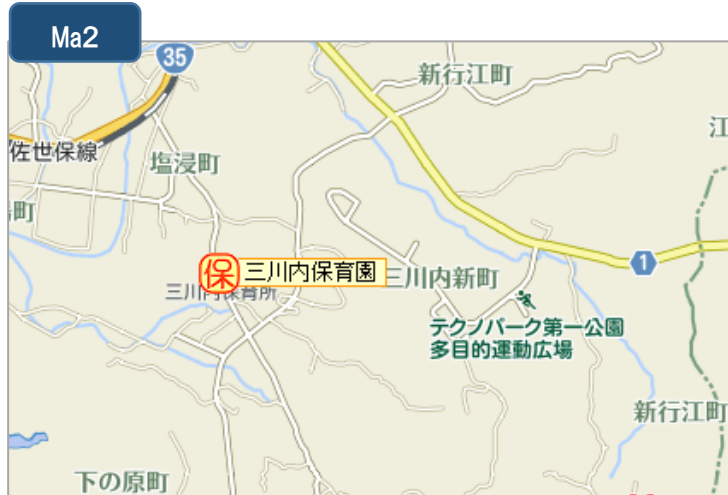 Ma2
35
新行江町
佐世保線
塩浸町
町
江
保 三川内保育園
三川内保育所
三川内新町
1
テクノパーク第一公園
多目的運動広場
新行江町
下の原町